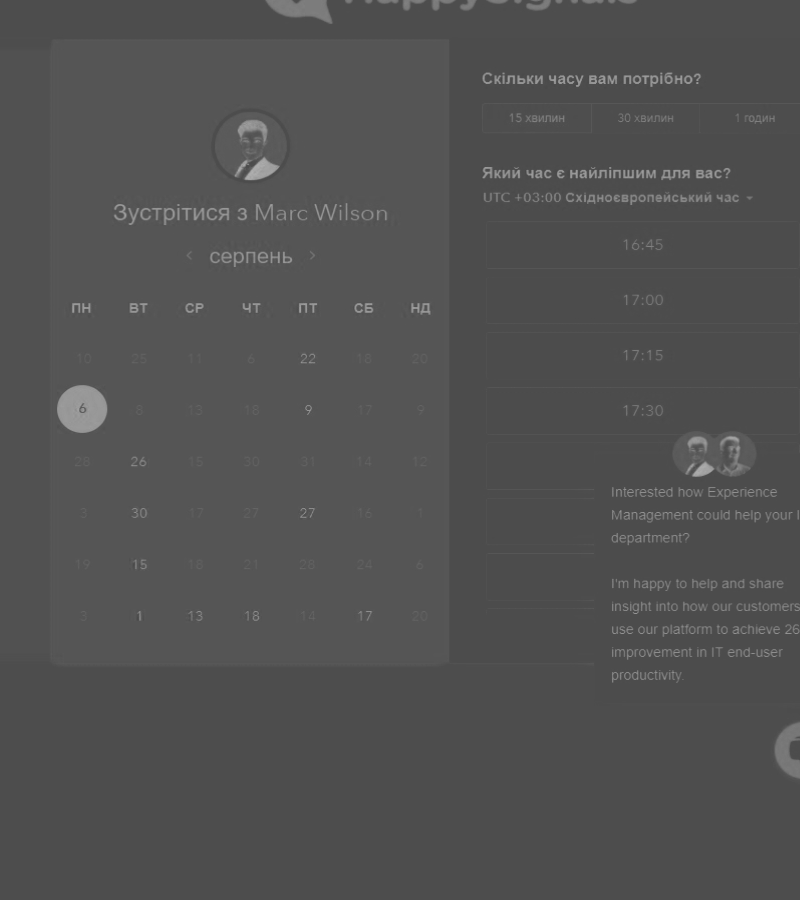 HappySignals
Зустрітися з Marc Wilson
серпень
ПН ВТ СР ЧТ ПТ СБ НД
10 25 11 6 22 18 20
6 8 13 18 9 17 9
28 26 15 30 31 14 12
3 30 17 27 27 16 1
19 15 18 21 28 24 6
3 1 13 18 14 17 20
Скільки часу вам потрібно?
15 хвилин 30 хвилин 1 годин
Який час є найліпшим для вас?
UTC +03:00 Східноєвропейський час
16:45
17:00
17:15
17:30
Interested how Experience
Management could help your I
department?
I'm happy to help and share
insight into how our customers
use our platform to achieve 26
improvement in IT end-user
productivity.